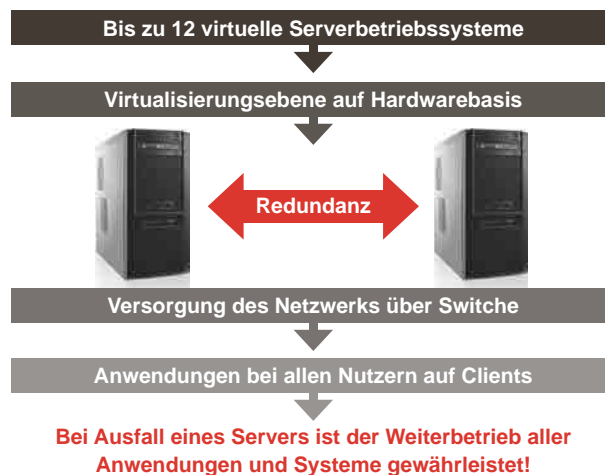 Bis zu 12 virtuelle Serverbetriebssysteme
Virtualisierungsebene auf Hardwarebasis
Redundanz
Versorgung des Netzwerks über Switche
Anwendungen bei allen Nutzern auf Clients
Bei Ausfall eines Servers ist der Weiterbetrieb aller
Anwendungen und Systeme gewährleistet!